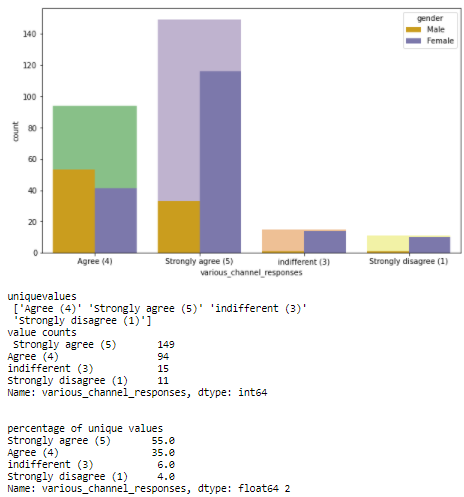 gender
Male
Female
140
120
100
80
60
40
20
0
count
Agree (4) Strongly agree (5) indifferent (3) Strongly disagree (1)
various_channel_responses
uniquevalues
['Agree (4)' 'Strongly agree (5)' 'indifferent (3)'
'Strongly disagree (1)']
value counts
Strongly agree (5) 149
Agree (4) 94
indifferent (3) 15
Strongly disagree (1) 11
Name: various_channel_responses, dtype: int64
percentage of unique values
Strongly agree (5) 55.0
Agree (4) 35.0
indifferent (3) 6.0
Strongly disagree (1) 4.0
Name: various_channel_responses, dtype: float64 2